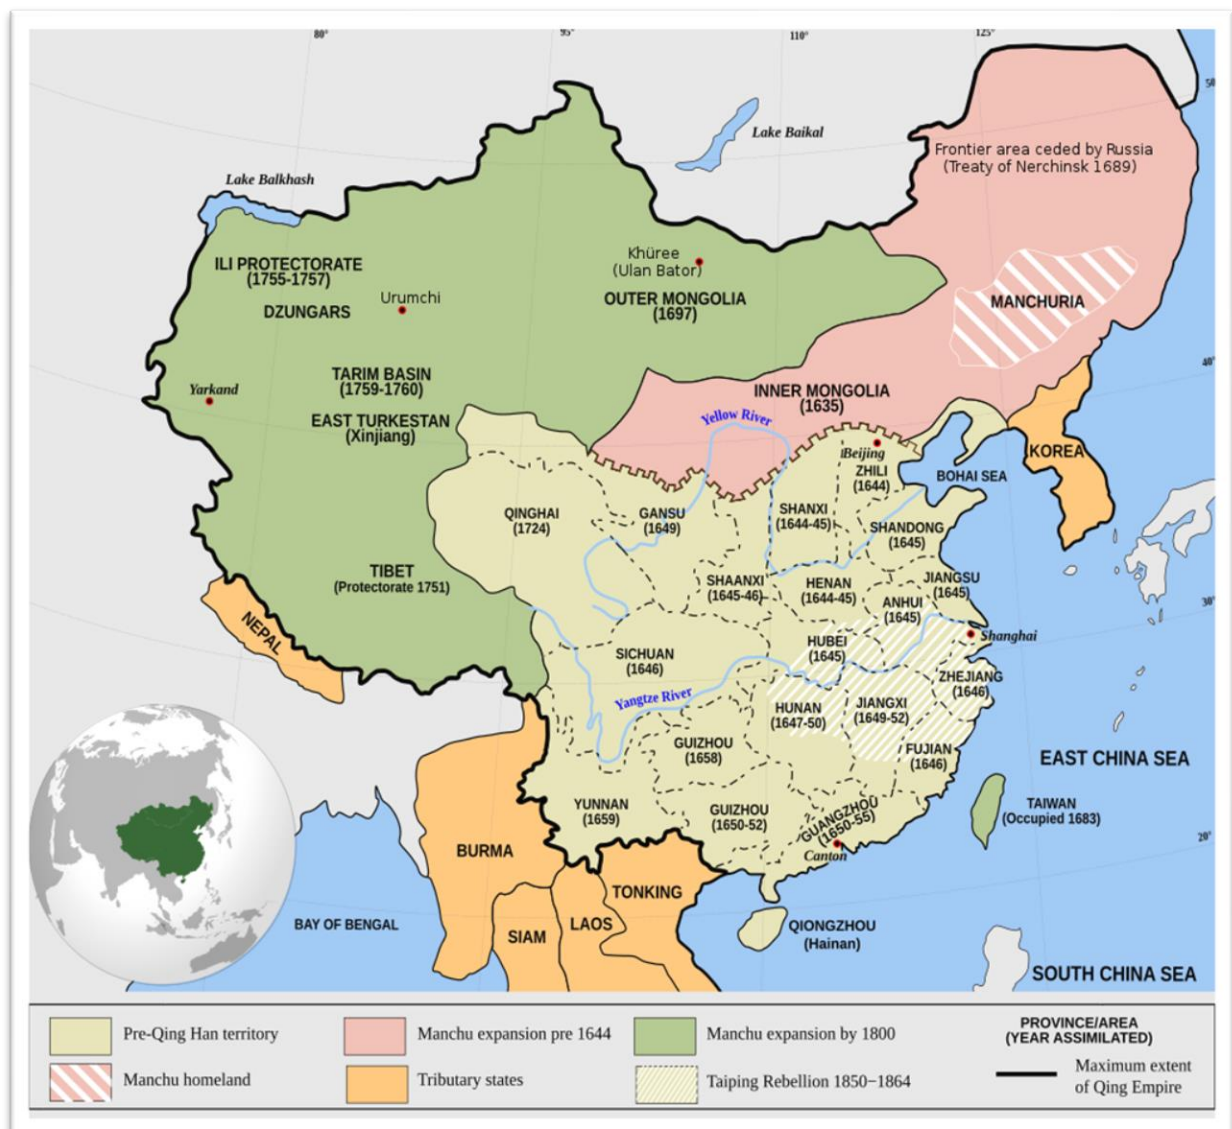 80°
95°
110°
125°
50
Lake Baikal
Frontier area ceded by Russia
(Treaty of Nerchinsk 1689)
Lake Balkhash
ILI PROTECTORATE
(1755-1757)
DZUNGARS
Urumchi
Khüree
(Ulan Bator)
OUTER MONGOLIA
(1697)
MANCHURIA
40°
Yarkand
TARIM BASIN
(1759-1760)
EAST TURKESTAN
(Xinjiang)
INNER MONGOLIA
(1635)
Yellow River
Beijing
ZHILI
(1644)
KOREA
BOHAI SEA
QINGHAI
(1724)
GANSU
(1649)
SHANXI
(1644-45)
SHANDONG
(1645)
TIBET
(Protectorate 1751)
SHAANXI
(1645-46)
HENAN
(1644-45)
JIANGSU
(1645)
ANHUI
(1645)
30°
NEPAL
SICHUAN
(1646)
HUBEI
(1645)
Shanghai
ZHEJIANG
(1646)
Yangtze River
HUNAN
(1647-50)
JIANGXI
(1649-52)
GUIZHOU
(1658)
FUJIAN
(1646)
EAST CHINA SEA
YUNNAN
(1659)
GUIZHOU
(1650-52)
GUANGZHOU
(1650-55)
Canton
TAIWAN
(Occupied 1683)
20°
BURMA
TONKING
BAY OF BENGAL
SIAM
LAOS
QIONGZHOU
(Hainan)
SOUTH CHINA SEA
Pre-Qing Han territory
Manchu expansion pre 1644
Manchu expansion by 1800
PROVINCE/AREA
(YEAR ASSIMILATED)
Manchu homeland
Tributary states
Taiping Rebellion 1850−1864
Maximum extent
of Qing Empire